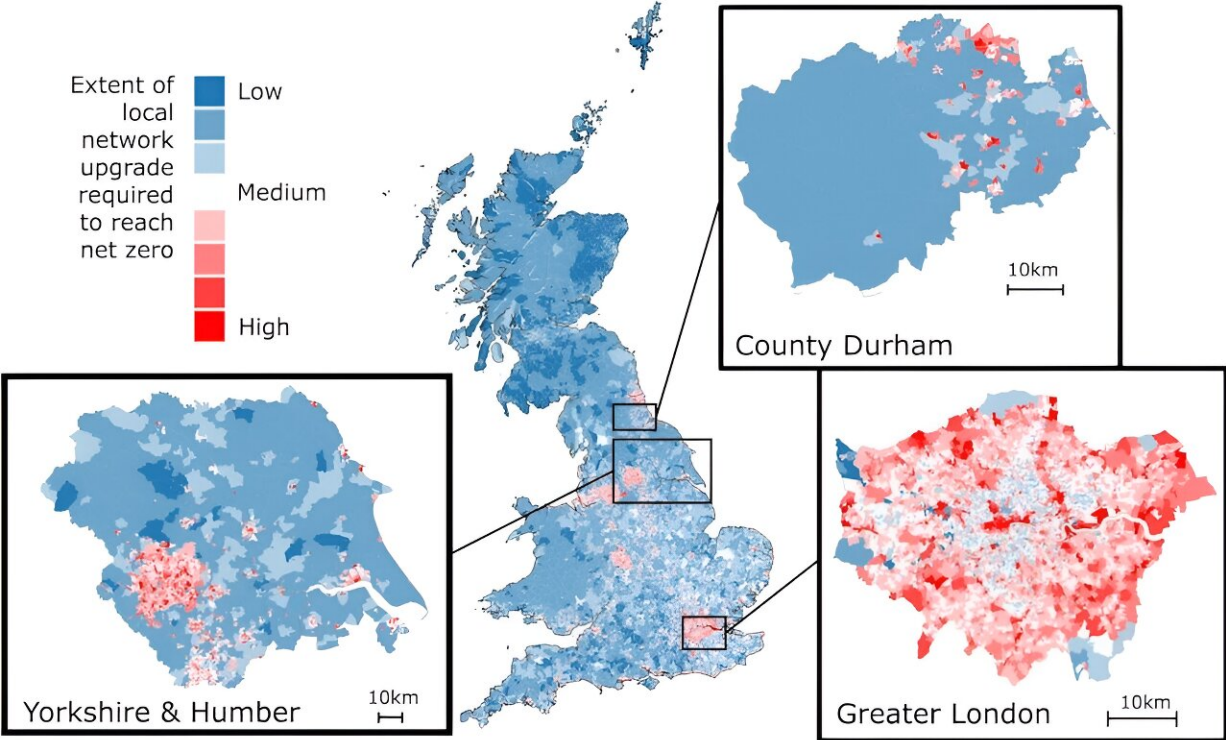 Extent of
local
network
upgrade
required
to reach
net zero
Low
Medium
High
10km
County Durham
10km
Yorkshire & Humber
10km
Greater London